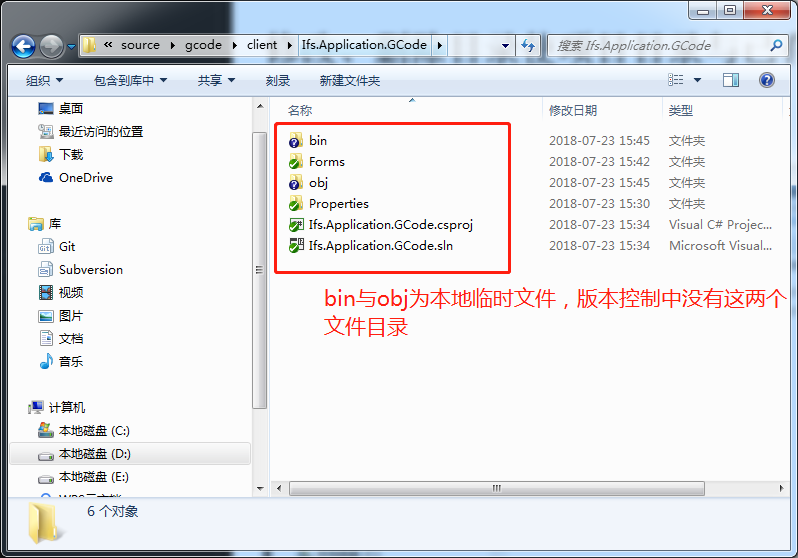 « source ▸ gcode ▸ client ▸ Ifs.Application.GCode ▸
搜索 Ifs.Application.GCode
组织 包含到库中 共享 刻录 新建文件夹
桌面
最近访问的位置
下载
OneDrive
库
Git
Subversion
视频
图片
文档
音乐
计算机
本地磁盘 (C:)
本地磁盘 (D:)
本地磁盘 (E:)
名称 修改日期 类型
bin 2018-07-23 15:45 文件夹
Forms 2018-07-23 15:42 文件夹
obj 2018-07-23 15:45 文件夹
Properties 2018-07-23 15:30 文件夹
Ifs.Application.GCode.csproj 2018-07-23 15:34 Visual C# Projec...
Ifs.Application.GCode.sln 2018-07-23 15:34 Microsoft Visual...
bin与obj为本地临时文件，版本控制中没有这两个
文件目录
6 个对象